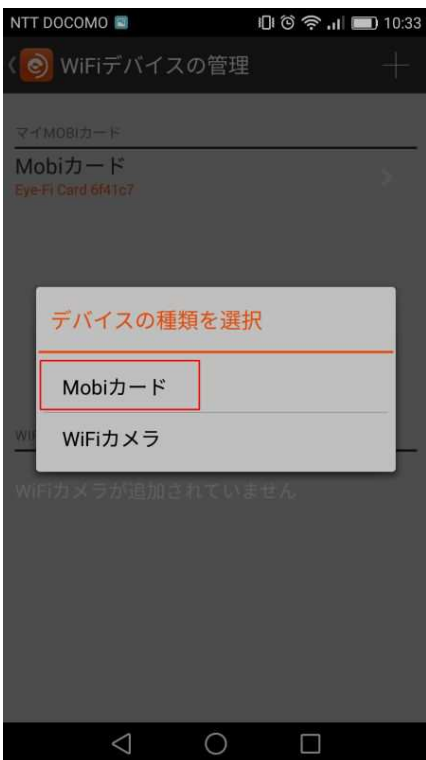 NTT DOCOMO 10:33
WiFiデバイスの管理
マイMOBIカード
Mobiカード
Eye-Fi Card 6f41c7
デバイスの種類を選択
Mobiカード
WiFiカメラ
WiFiカメラが追加されていません